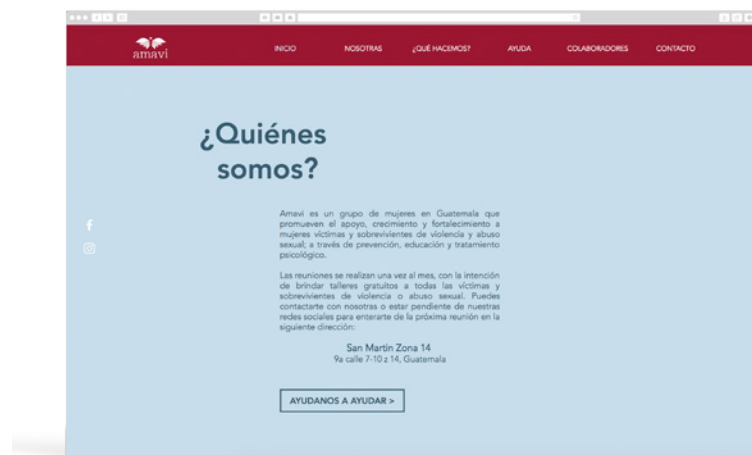 amavi
INICIO NOSOTRAS ¿QUÉ HACEMOS? AYUDA COLABORADORES CONTACTO
¿Quiénes
somos?
Amavi es un grupo de mujeres en Guatemala que
promueven el apoyo, crecimiento y fortalecimiento a
mujeres víctimas y sobrevivientes de violencia y abuso
sexual; a través de prevención, educación y tratamiento
psicológico.
Las reuniones se realizan una vez al mes, con la intención
de brindar talleres gratuitos a todas las víctimas y
sobrevivientes de violencia o abuso sexual. Puedes
contactarte con nosotras o estar pendiente de nuestras
redes sociales para enterarte de la próxima reunión en la
siguiente dirección:
San Martín Zona 14
9a calle 7-10 z 14, Guatemala
AYUDANOS A AYUDAR >